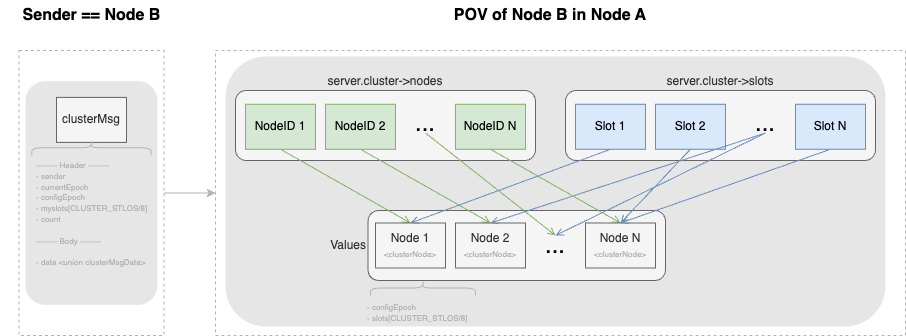 Sender == Node B
POV of Node B in Node A
clusterMsg
------- Header -------
- sender
- currentEpoch
- configEpoch
- myslots[CLUSTER_STLOS/8]
- count
------- Body -------
- data <union clusterMsgData>
server.cluster->nodes
NodeID 1
NodeID 2
...
NodeID N
server.cluster->slots
Slot 1
Slot 2
...
Slot N
Values
Node 1
<clusterNode>
Node 2
<clusterNode>
...
Node N
<clusterNode>
- configEpoch
- slots[CLUSTER_STLOS/8]